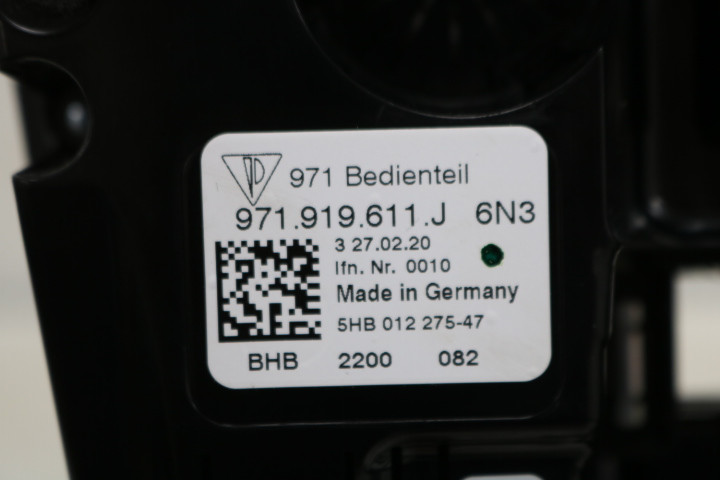 971 Bedienteil
971.919.611.J 6N3
3 27.02.20
lfn. Nr. 0010
Made in Germany
5HB 012 275-47
BHB 2200 082